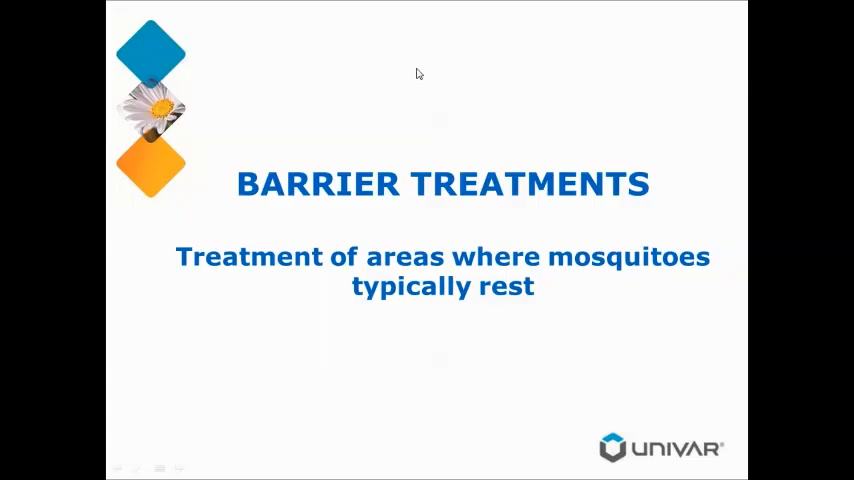 BARRIER TREATMENTS
Treatment of areas where mosquitoes
typically rest
UNIVAR®